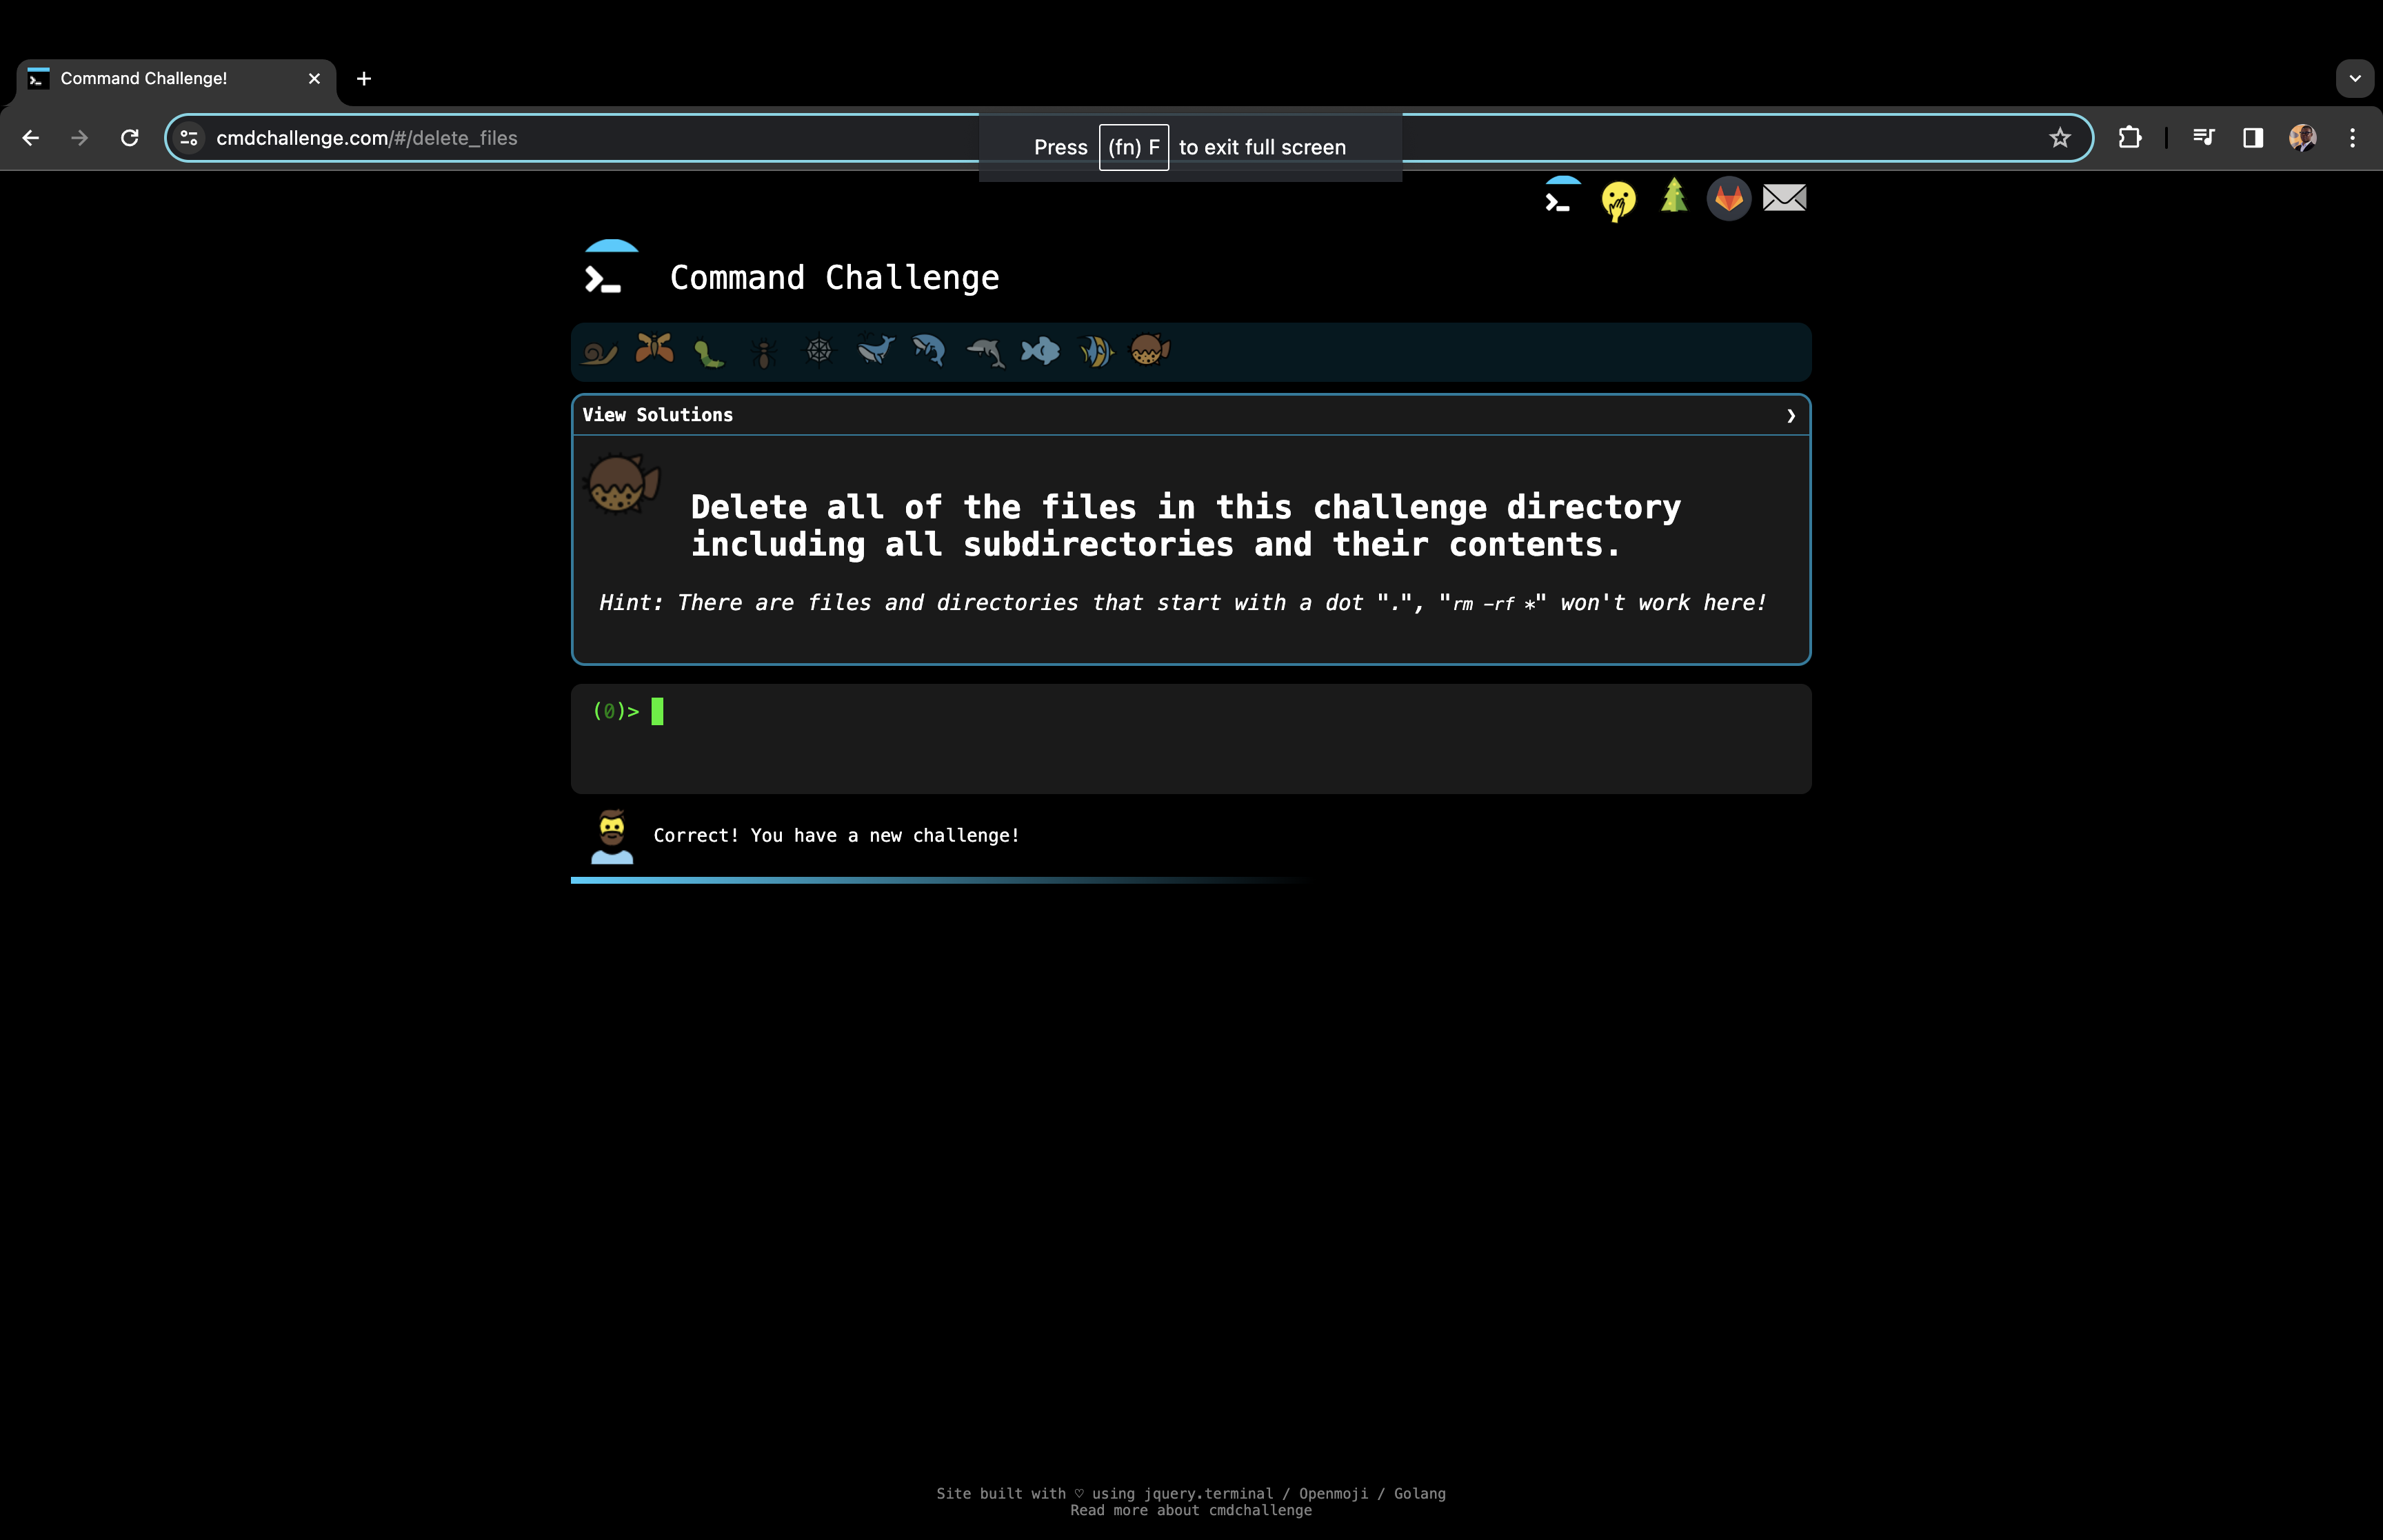 Command Challenge!
cmdchallenge.com/#/delete_files
Press (fn) F to exit full screen
Command Challenge
View Solutions
Delete all of the files in this challenge directory
including all subdirectories and their contents.
Hint: There are files and directories that start with a dot ".", "rm -rf *" won't work here!
(0)>
Correct! You have a new challenge!
Site built with ♡ using jquery.terminal / Openmoji / Golang
Read more about cmdchallenge